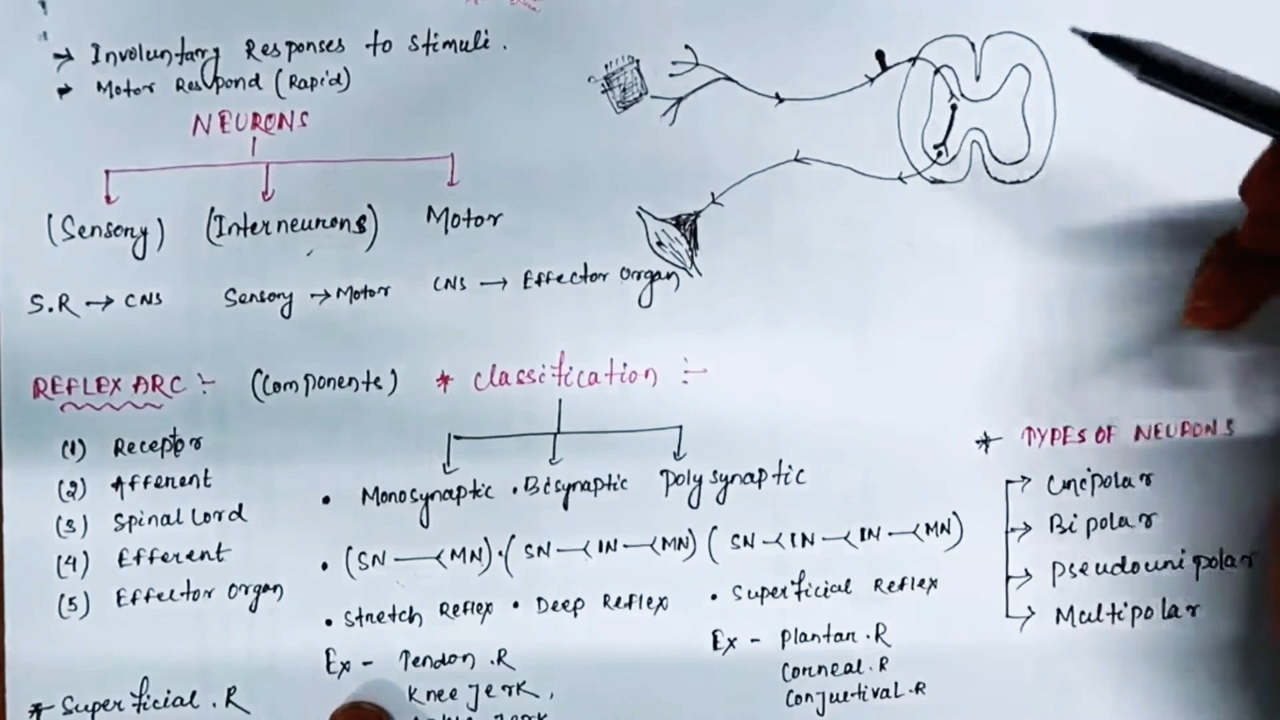 → Involuntary Responses to stimuli.
→ Motor Respond (Rapid)
NEURONS
(Sensory) (Interneurons) Motor
S.R → CNS Sensory → Motor CNS → Effector organ
REFLEX ARC :- (Components)
(1) Receptor
(2) Afferent
(3) Spinal Cord
(4) Efferent
(5) Effector organ
* Superficial . R
* Classification :-
• Monosynaptic • Bisynaptic Polysynaptic
• (SN —< MN) • (SN —< IN —< MN) (SN —< IN —< IN —< MN)
• Stretch Reflex • Deep Reflex • Superficial Reflex
Ex - Tendon .R
Knee Jerk,
Ex - Plantar .R
Corneal .R
Conjuctival .R
* TYPES OF NEURONS
→ Unipolar
→ Bipolar
→ Pseudounipolar
→ Multipolar